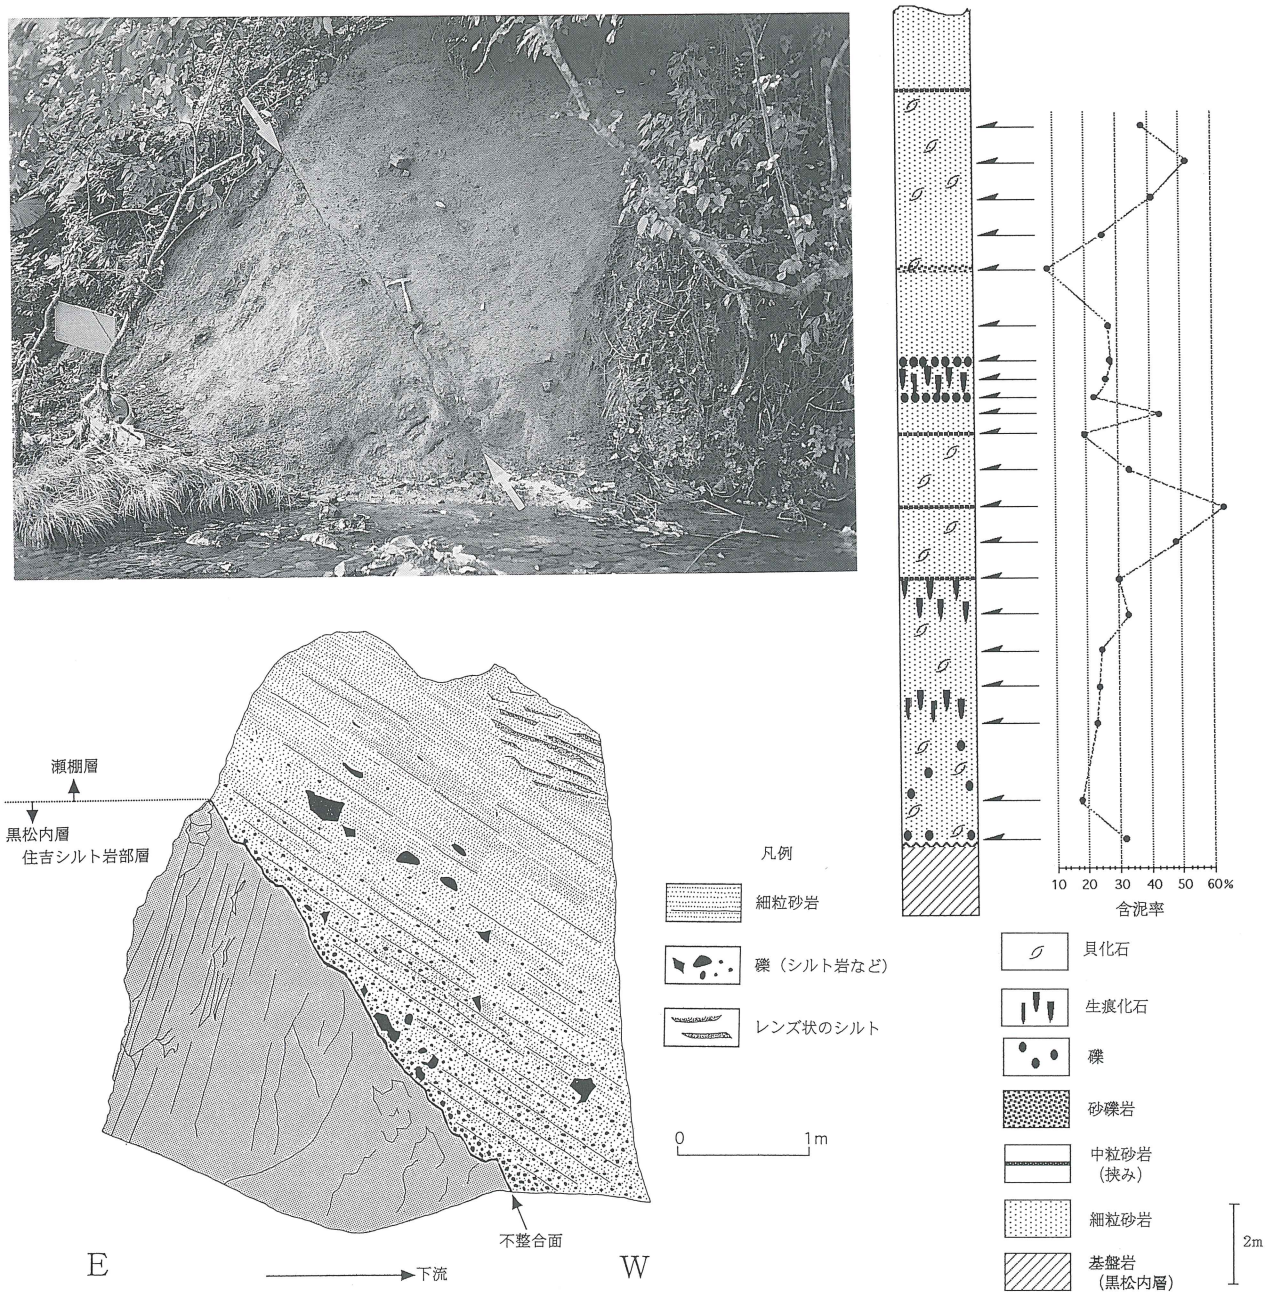 瀬棚層
黒松内層
住吉シルト岩部層
不整合面
E
下流
W
凡例
細粒砂岩
礫（シルト岩など）
レンズ状のシルト
0 1m
10 20 30 40 50 60%
含泥率
貝化石
生痕化石
礫
砂礫岩
中粒砂岩
（挟み）
細粒砂岩
基盤岩
（黒松内層）
2m